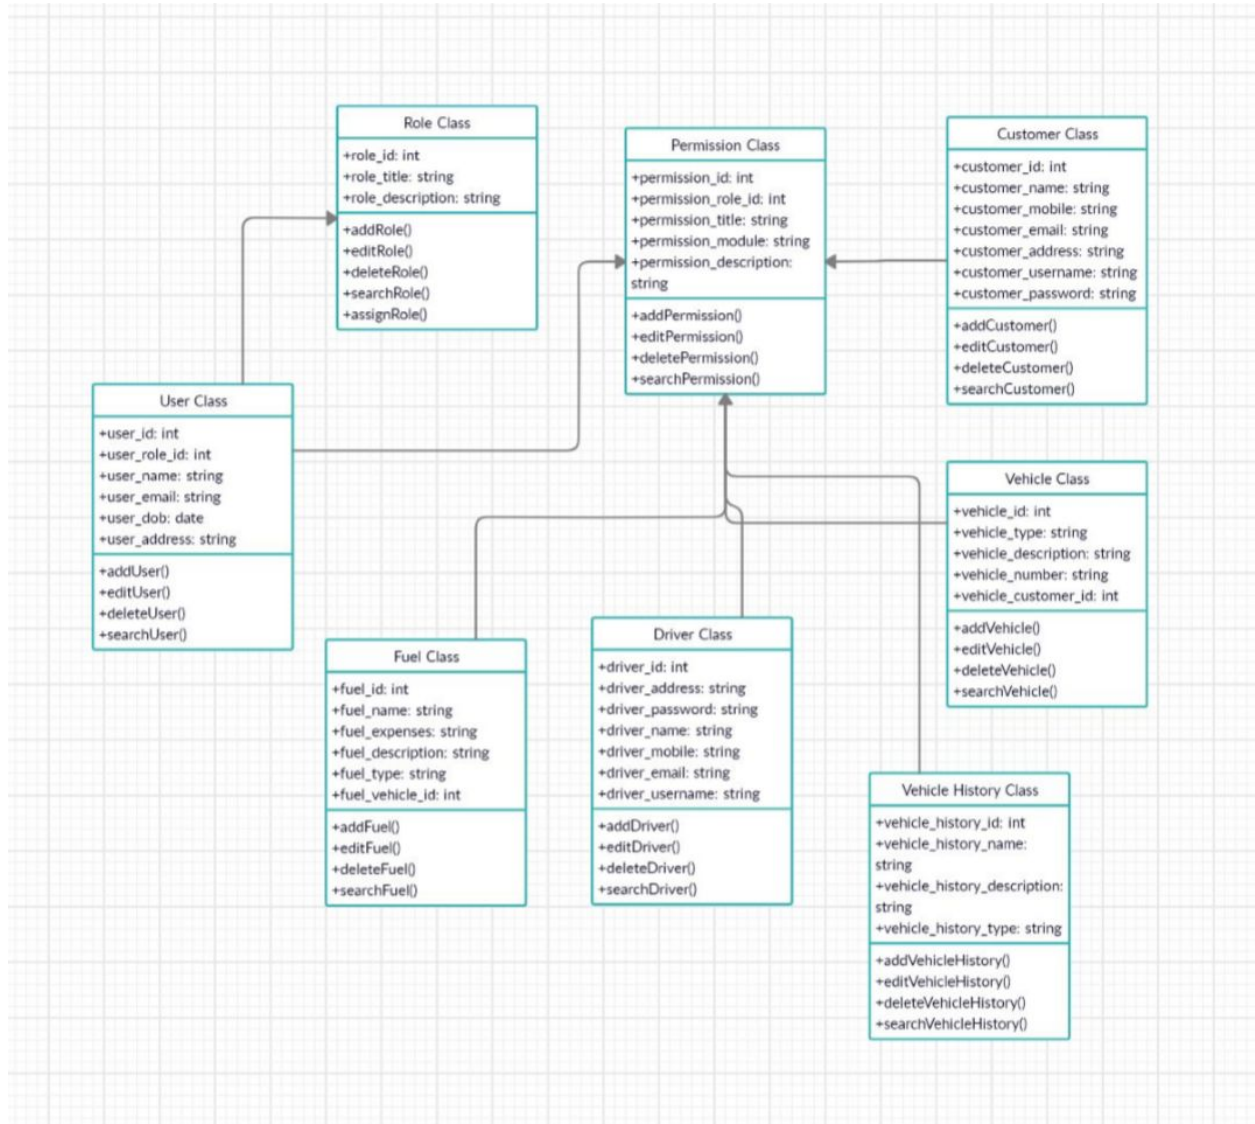 Role Class
+role_id: int
+role_title: string
+role_description: string
+addRole()
+editRole()
+deleteRole()
+searchRole()
+assignRole()
Permission Class
+permission_id: int
+permission_role_id: int
+permission_title: string
+permission_module: string
+permission_description:
string
+addPermission()
+editPermission()
+deletePermission()
+searchPermission()
Customer Class
+customer_id: int
+customer_name: string
+customer_mobile: string
+customer_email: string
+customer_address: string
+customer_username: string
+customer_password: string
+addCustomer()
+editCustomer()
+deleteCustomer()
+searchCustomer()
User Class
+user_id: int
+user_role_id: int
+user_name: string
+user_email: string
+user_dob: date
+user_address: string
+addUser()
+editUser()
+deleteUser()
+searchUser()
Vehicle Class
+vehicle_id: int
+vehicle_type: string
+vehicle_description: string
+vehicle_number: string
+vehicle_customer_id: int
+addVehicle()
+editVehicle()
+deleteVehicle()
+searchVehicle()
Fuel Class
+fuel_id: int
+fuel_name: string
+fuel_expenses: string
+fuel_description: string
+fuel_type: string
+fuel_vehicle_id: int
+addFuel()
+editFuel()
+deleteFuel()
+searchFuel()
Driver Class
+driver_id: int
+driver_address: string
+driver_password: string
+driver_name: string
+driver_mobile: string
+driver_email: string
+driver_username: string
+addDriver()
+editDriver()
+deleteDriver()
+searchDriver()
Vehicle History Class
+vehicle_history_id: int
+vehicle_history_name:
string
+vehicle_history_description:
string
+vehicle_history_type: string
+addVehicleHistory()
+editVehicleHistory()
+deleteVehicleHistory()
+searchVehicleHistory()